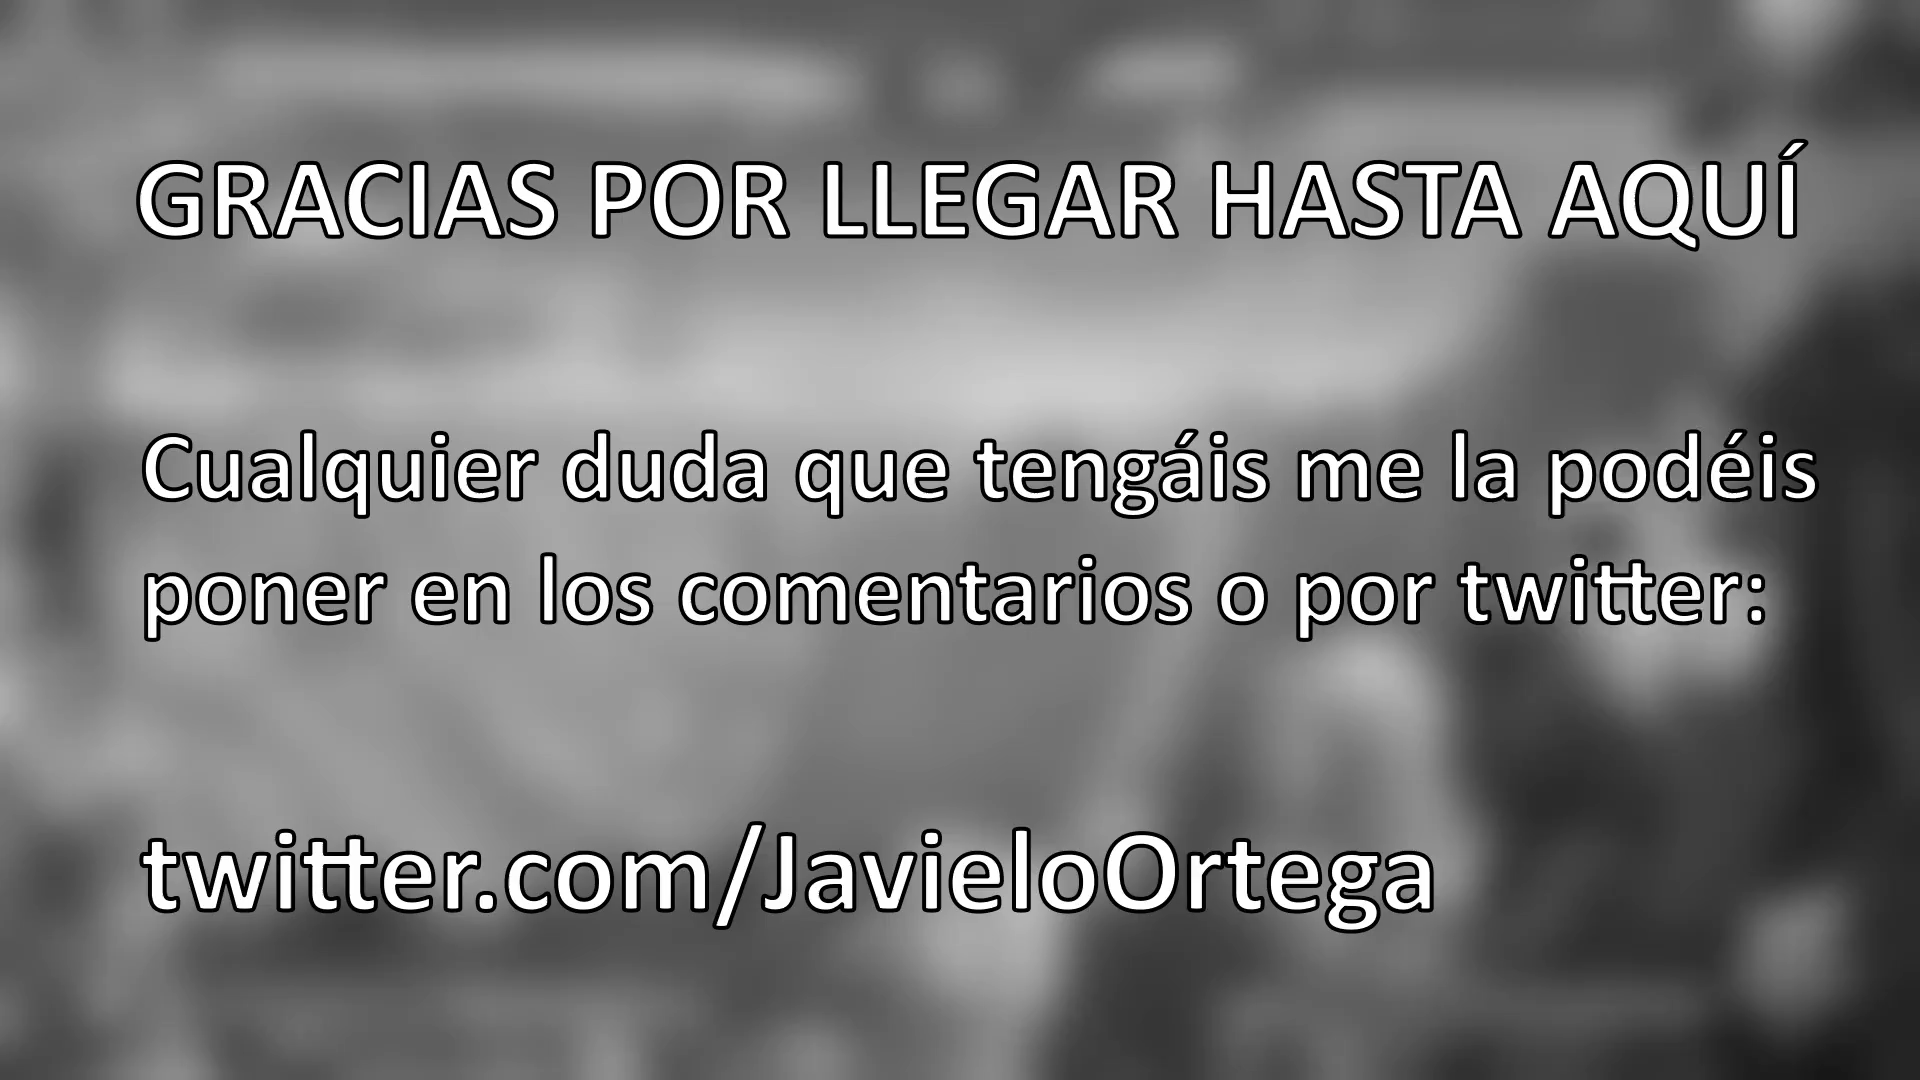 GRACIAS POR LLEGAR HASTA AQUÍ
Cualquier duda que tengáis me la podéis
poner en los comentarios o por twitter:
twitter.com/JavieloOrtega